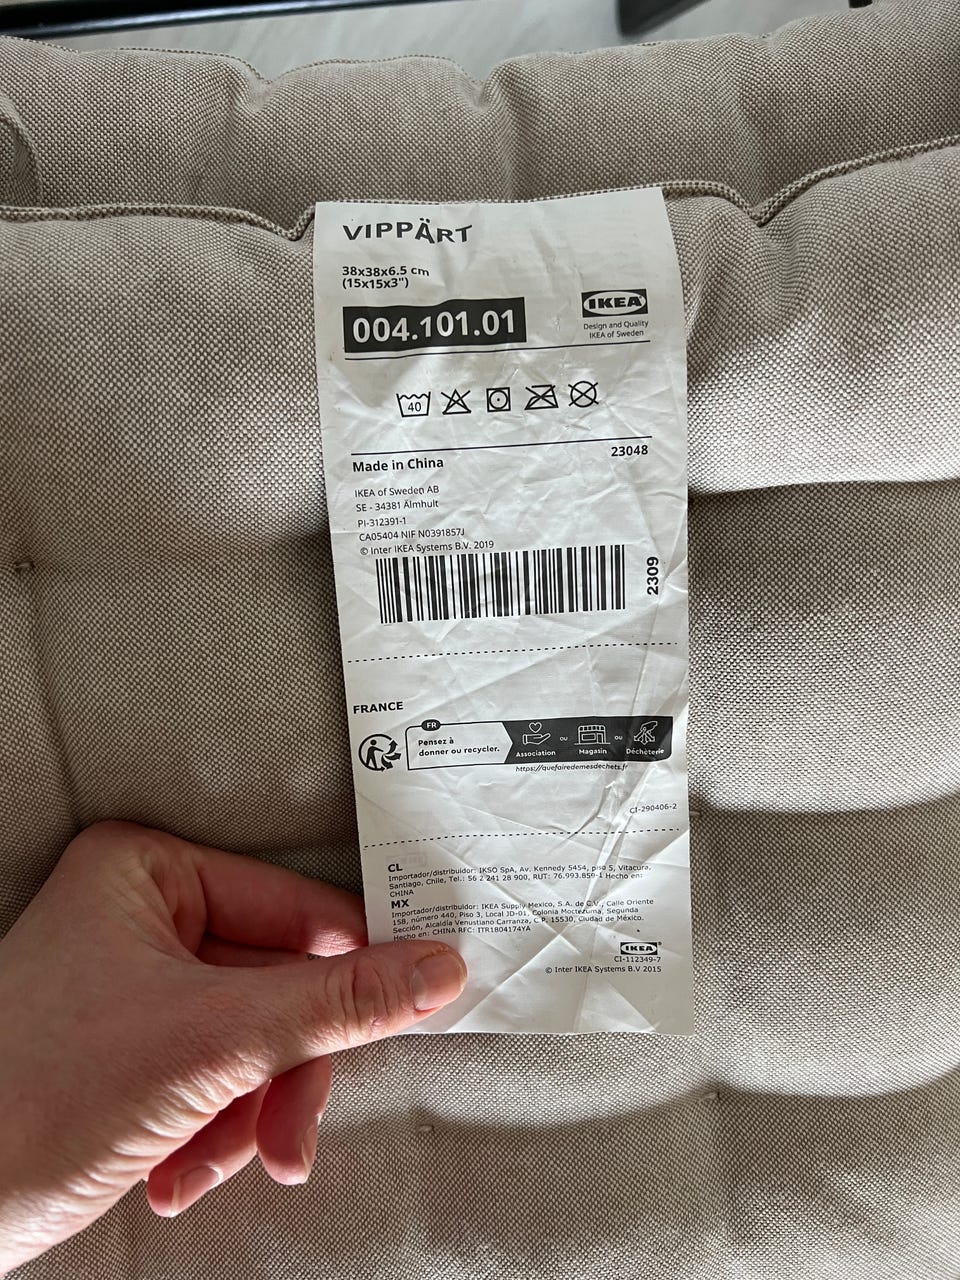 VIPPÄRT
38x38x6.5 cm
(15x15x3")
004.101.01
IKEA
Design and Quality
IKEA of Sweden
40
23048
Made in China
IKEA of Sweden AB
SE - 34381 Älmhult
PI-312391-1
CA05404 NIF N0391857J
© Inter IKEA Systems B.V. 2019
2309
FRANCE
FR
Pensez à
donner ou recycler.
Association
OU
Magasin
OU
Déchèterie
https://quefairedemesdechets.fr
CI-290406-2
CL
Importador/distribuidor: IKSO SpA, Av. Kennedy 5454, piso 5, Vitacura,
Santiago, Chile, Tel.: 56 2 241 28 900, RUT: 76.993.859-1 Hecho en:
CHINA
MX
Importador/distribuidor: IKEA Supply Mexico, S.A. de C.V., Calle Oriente
158, número 440, Piso 3, Local JD-01, Colonia Moctezuma, Segunda
Sección, Alcaldía Venustiano Carranza, C.P. 15530, Ciudad de México.
Hecho en: CHINA RFC: ITR1804174YA
IKEA®
CI-112349-7
© Inter IKEA Systems B.V 2015